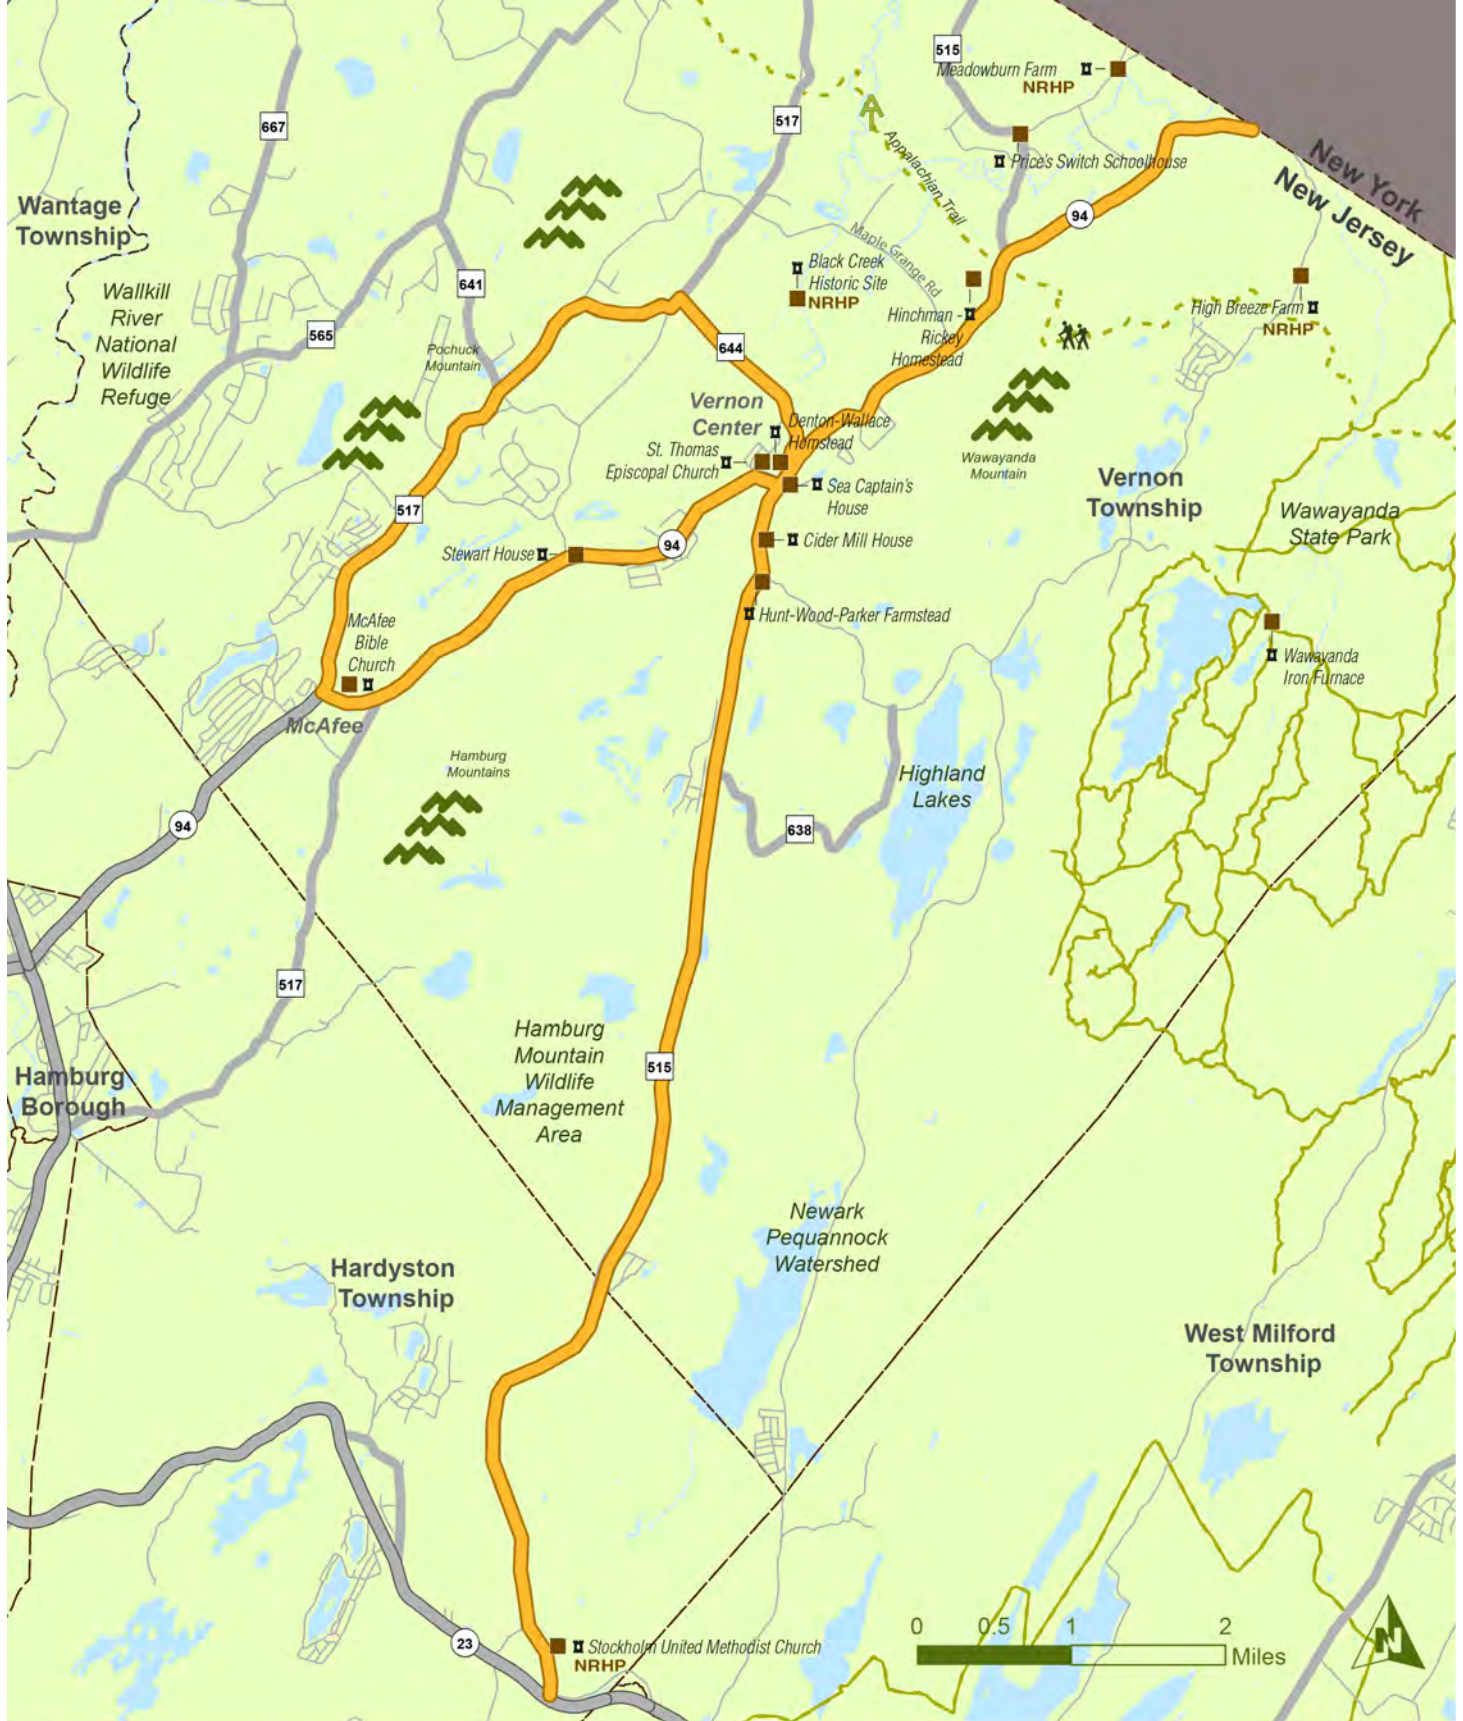 515
Meadowburn Farm
NRHP
667
517
Price's Switch Schoolhouse
Appalachian Trail
New York
New Jersey
94
Wantage
Township
Maple Grange Rd
Black Creek
Historic Site
NRHP
641
Wallkill
River
National
Wildlife
Refuge
565
Hinchman -
Rickey
Homestead
High Breeze Farm
NRHP
644
Pochuck
Mountain
Vernon
Center
Denton-Wallace
Homstead
St. Thomas
Episcopal Church
Wawayanda
Mountain
Vernon
Township
Sea Captain's
House
Wawayanda
State Park
517
Stewart House
94
Cider Mill House
McAfee
Bible
Church
Hunt-Wood-Parker Farmstead
Wawayanda
Iron Furnace
McAfee
Hamburg
Mountains
Highland
Lakes
94
638
517
Hamburg
Mountain
Wildlife
Management
Area
515
Hamburg
Borough
Newark
Pequannock
Watershed
Hardyston
Township
West Milford
Township
23
Stockholm United Methodist Church
NRHP
0 0.5 1 2
Miles
N